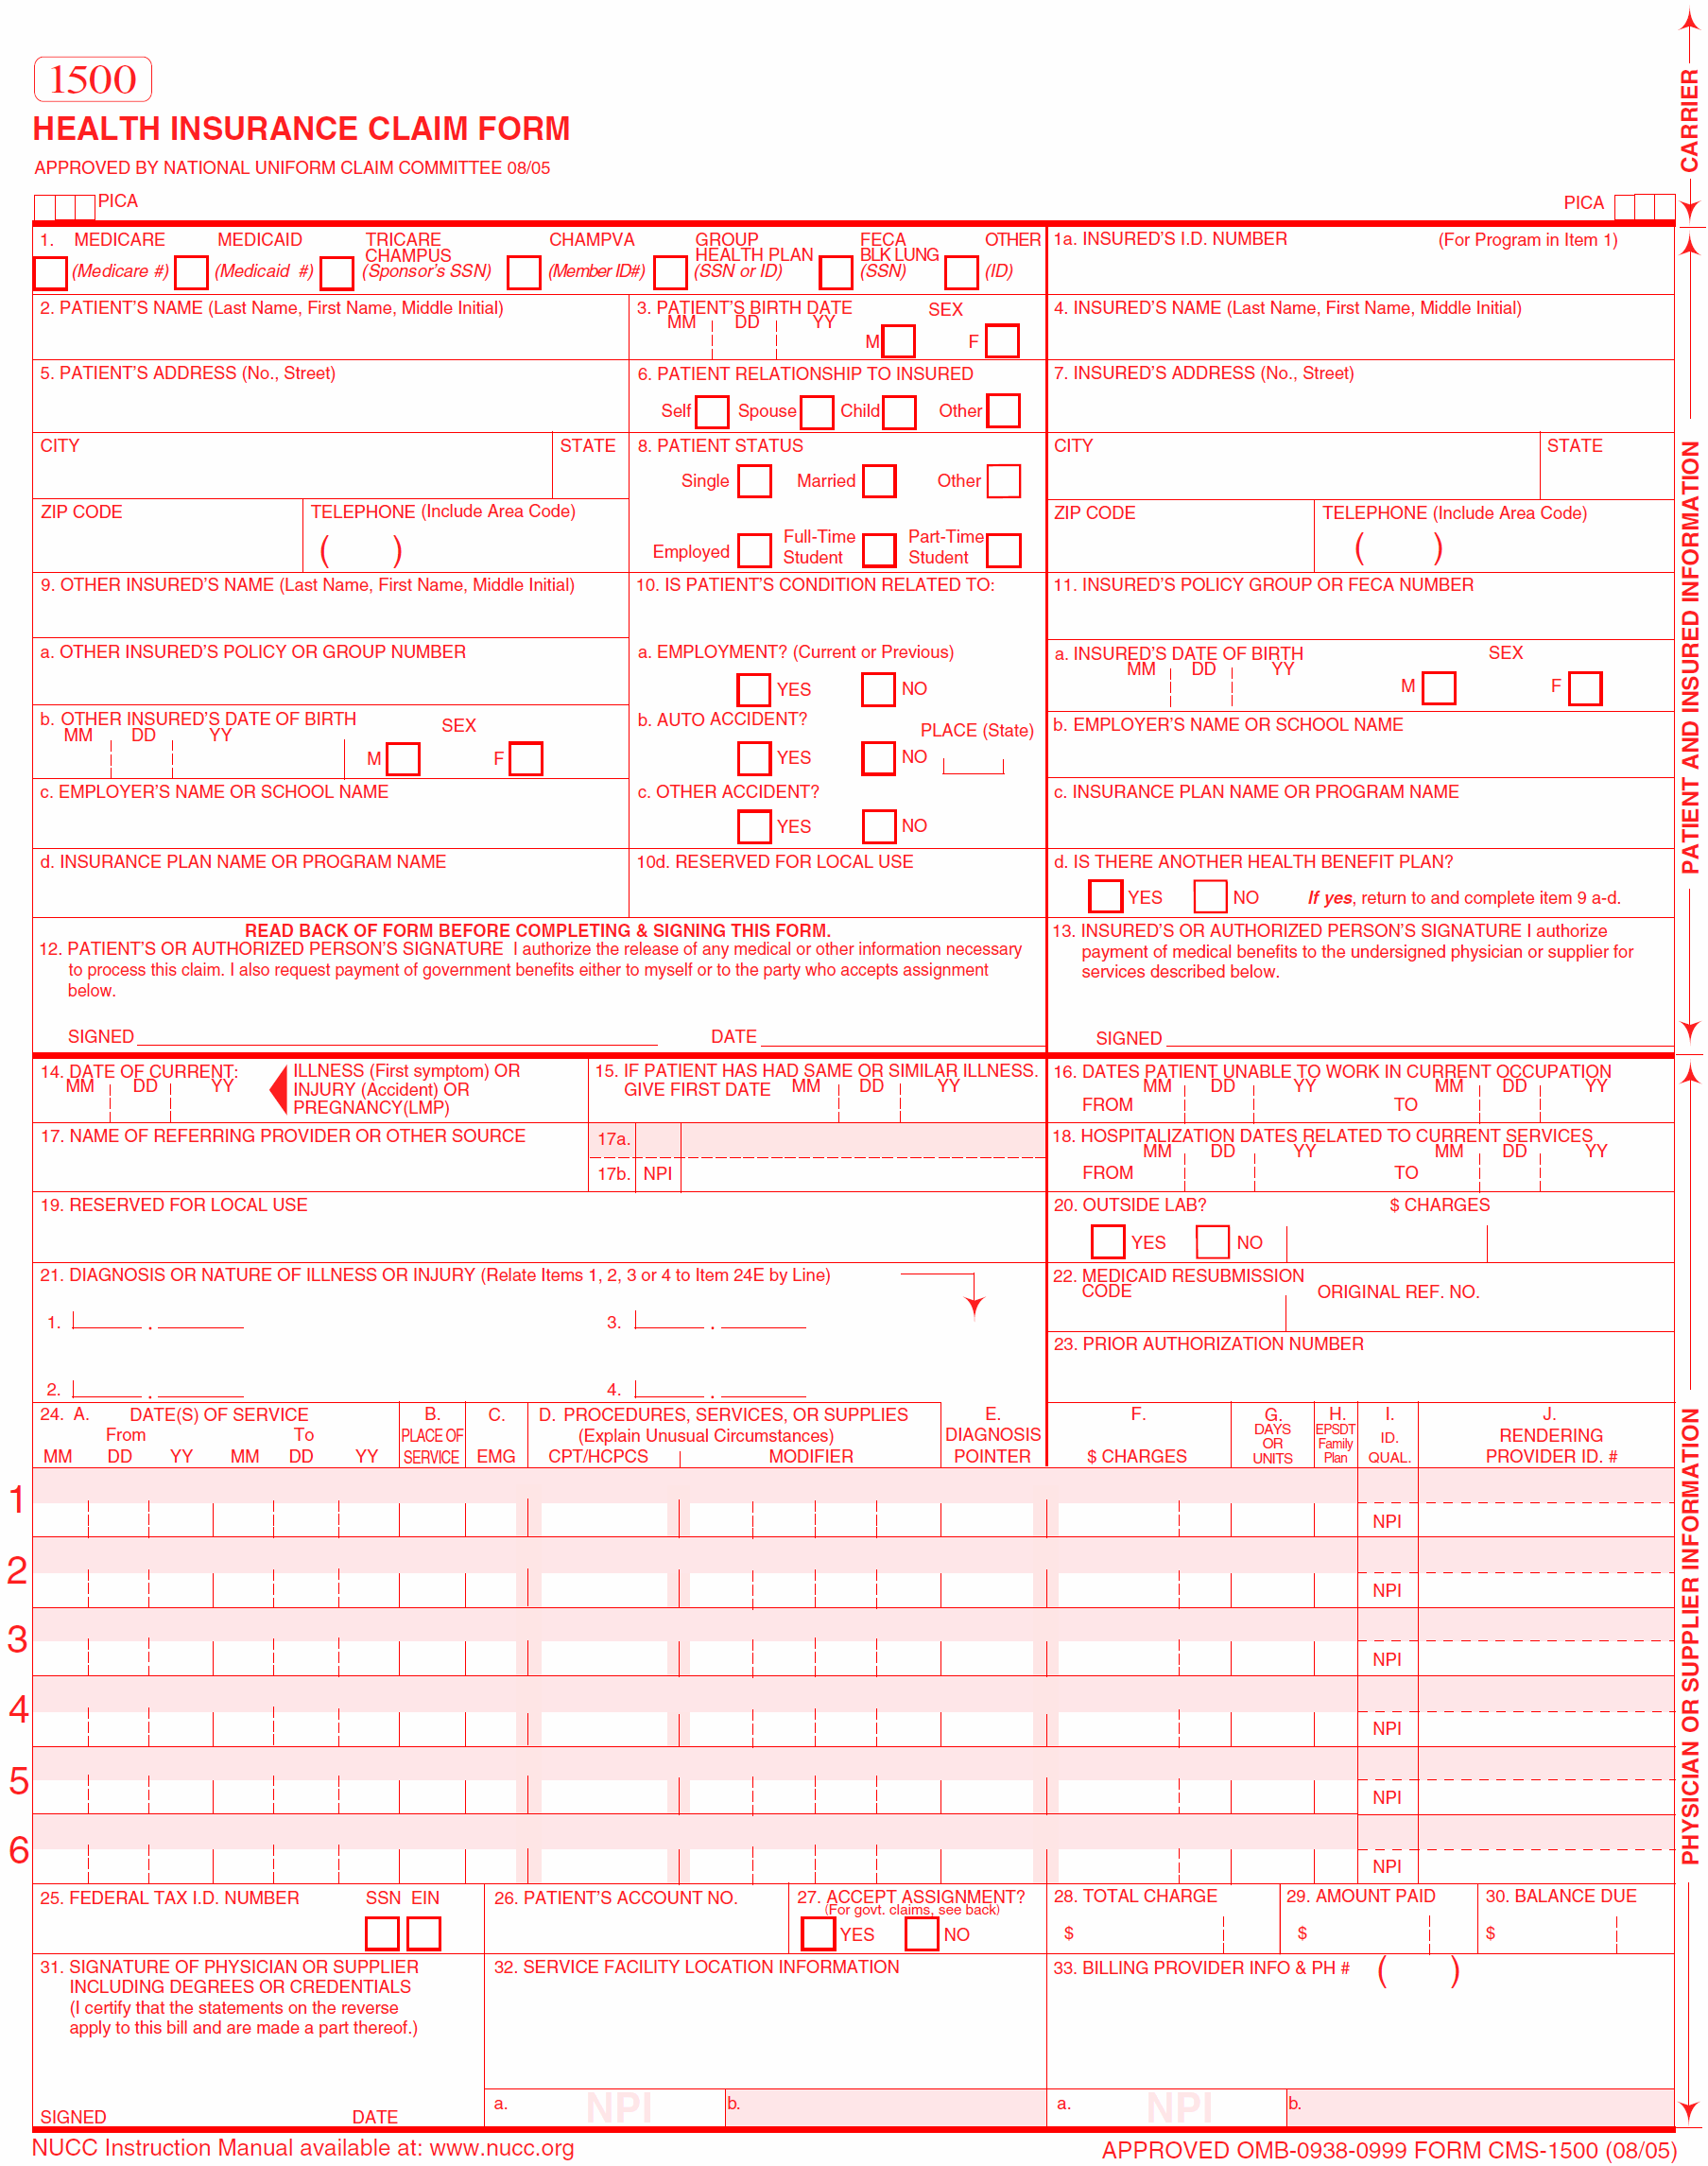 1500
HEALTH INSURANCE CLAIM FORM
APPROVED BY NATIONAL UNIFORM CLAIM COMMITTEE 08/05
PICA
PICA
CARRIER
1. MEDICARE MEDICAID TRICARE CHAMPUS CHAMPVA GROUP HEALTH PLAN FECA BLK LUNG OTHER
(Medicare #) (Medicaid #) (Sponsor's SSN) (Member ID#) (SSN or ID) (SSN) (ID)
1a. INSURED'S I.D. NUMBER (For Program in Item 1)
2. PATIENT'S NAME (Last Name, First Name, Middle Initial)
3. PATIENT'S BIRTH DATE SEX
MM DD YY
M F
4. INSURED'S NAME (Last Name, First Name, Middle Initial)
5. PATIENT'S ADDRESS (No., Street)
6. PATIENT RELATIONSHIP TO INSURED
Self Spouse Child Other
7. INSURED'S ADDRESS (No., Street)
CITY STATE
8. PATIENT STATUS
Single Married Other
Employed Full-Time Student Part-Time Student
CITY STATE
ZIP CODE TELEPHONE (Include Area Code)
( )
ZIP CODE TELEPHONE (Include Area Code)
( )
9. OTHER INSURED'S NAME (Last Name, First Name, Middle Initial)
10. IS PATIENT'S CONDITION RELATED TO:
11. INSURED'S POLICY GROUP OR FECA NUMBER
a. OTHER INSURED'S POLICY OR GROUP NUMBER
a. EMPLOYMENT? (Current or Previous)
YES NO
a. INSURED'S DATE OF BIRTH SEX
MM DD YY
M F
b. OTHER INSURED'S DATE OF BIRTH SEX
MM DD YY
M F
b. AUTO ACCIDENT? PLACE (State)
YES NO
b. EMPLOYER'S NAME OR SCHOOL NAME
c. EMPLOYER'S NAME OR SCHOOL NAME
c. OTHER ACCIDENT?
YES NO
c. INSURANCE PLAN NAME OR PROGRAM NAME
d. INSURANCE PLAN NAME OR PROGRAM NAME
10d. RESERVED FOR LOCAL USE
d. IS THERE ANOTHER HEALTH BENEFIT PLAN?
YES NO If yes, return to and complete item 9 a-d.
READ BACK OF FORM BEFORE COMPLETING & SIGNING THIS FORM.
12. PATIENT'S OR AUTHORIZED PERSON'S SIGNATURE I authorize the release of any medical or other information necessary
to process this claim. I also request payment of government benefits either to myself or to the party who accepts assignment
below.
SIGNED DATE
13. INSURED'S OR AUTHORIZED PERSON'S SIGNATURE I authorize
payment of medical benefits to the undersigned physician or supplier for
services described below.
SIGNED
PATIENT AND INSURED INFORMATION
14. DATE OF CURRENT:
MM DD YY
ILLNESS (First symptom) OR
INJURY (Accident) OR
PREGNANCY(LMP)
15. IF PATIENT HAS HAD SAME OR SIMILAR ILLNESS.
GIVE FIRST DATE MM DD YY
16. DATES PATIENT UNABLE TO WORK IN CURRENT OCCUPATION
MM DD YY MM DD YY
FROM TO
17. NAME OF REFERRING PROVIDER OR OTHER SOURCE
17a.
17b. NPI
18. HOSPITALIZATION DATES RELATED TO CURRENT SERVICES
MM DD YY MM DD YY
FROM TO
19. RESERVED FOR LOCAL USE
20. OUTSIDE LAB? $ CHARGES
YES NO
21. DIAGNOSIS OR NATURE OF ILLNESS OR INJURY (Relate Items 1, 2, 3 or 4 to Item 24E by Line)
1. . 3. .
2. . 4. .
22. MEDICAID RESUBMISSION
CODE ORIGINAL REF. NO.
23. PRIOR AUTHORIZATION NUMBER
24. A. DATE(S) OF SERVICE
From To
MM DD YY MM DD YY
B.
PLACE OF
SERVICE
C.
EMG
D. PROCEDURES, SERVICES, OR SUPPLIES
(Explain Unusual Circumstances)
CPT/HCPCS MODIFIER
E.
DIAGNOSIS
POINTER
F.
$ CHARGES
G.
DAYS
OR
UNITS
H.
EPSDT
Family
Plan
I.
ID.
QUAL.
J.
RENDERING
PROVIDER ID. #
1
NPI
2
NPI
3
NPI
4
NPI
5
NPI
6
NPI
PHYSICIAN OR SUPPLIER INFORMATION
25. FEDERAL TAX I.D. NUMBER SSN EIN
26. PATIENT'S ACCOUNT NO.
27. ACCEPT ASSIGNMENT?
(For govt. claims, see back)
YES NO
28. TOTAL CHARGE
$
29. AMOUNT PAID
$
30. BALANCE DUE
$
31. SIGNATURE OF PHYSICIAN OR SUPPLIER
INCLUDING DEGREES OR CREDENTIALS
(I certify that the statements on the reverse
apply to this bill and are made a part thereof.)
SIGNED DATE
32. SERVICE FACILITY LOCATION INFORMATION
a. NPI b.
33. BILLING PROVIDER INFO & PH # ( )
a. NPI b.
NUCC Instruction Manual available at: www.nucc.org
APPROVED OMB-0938-0999 FORM CMS-1500 (08/05)